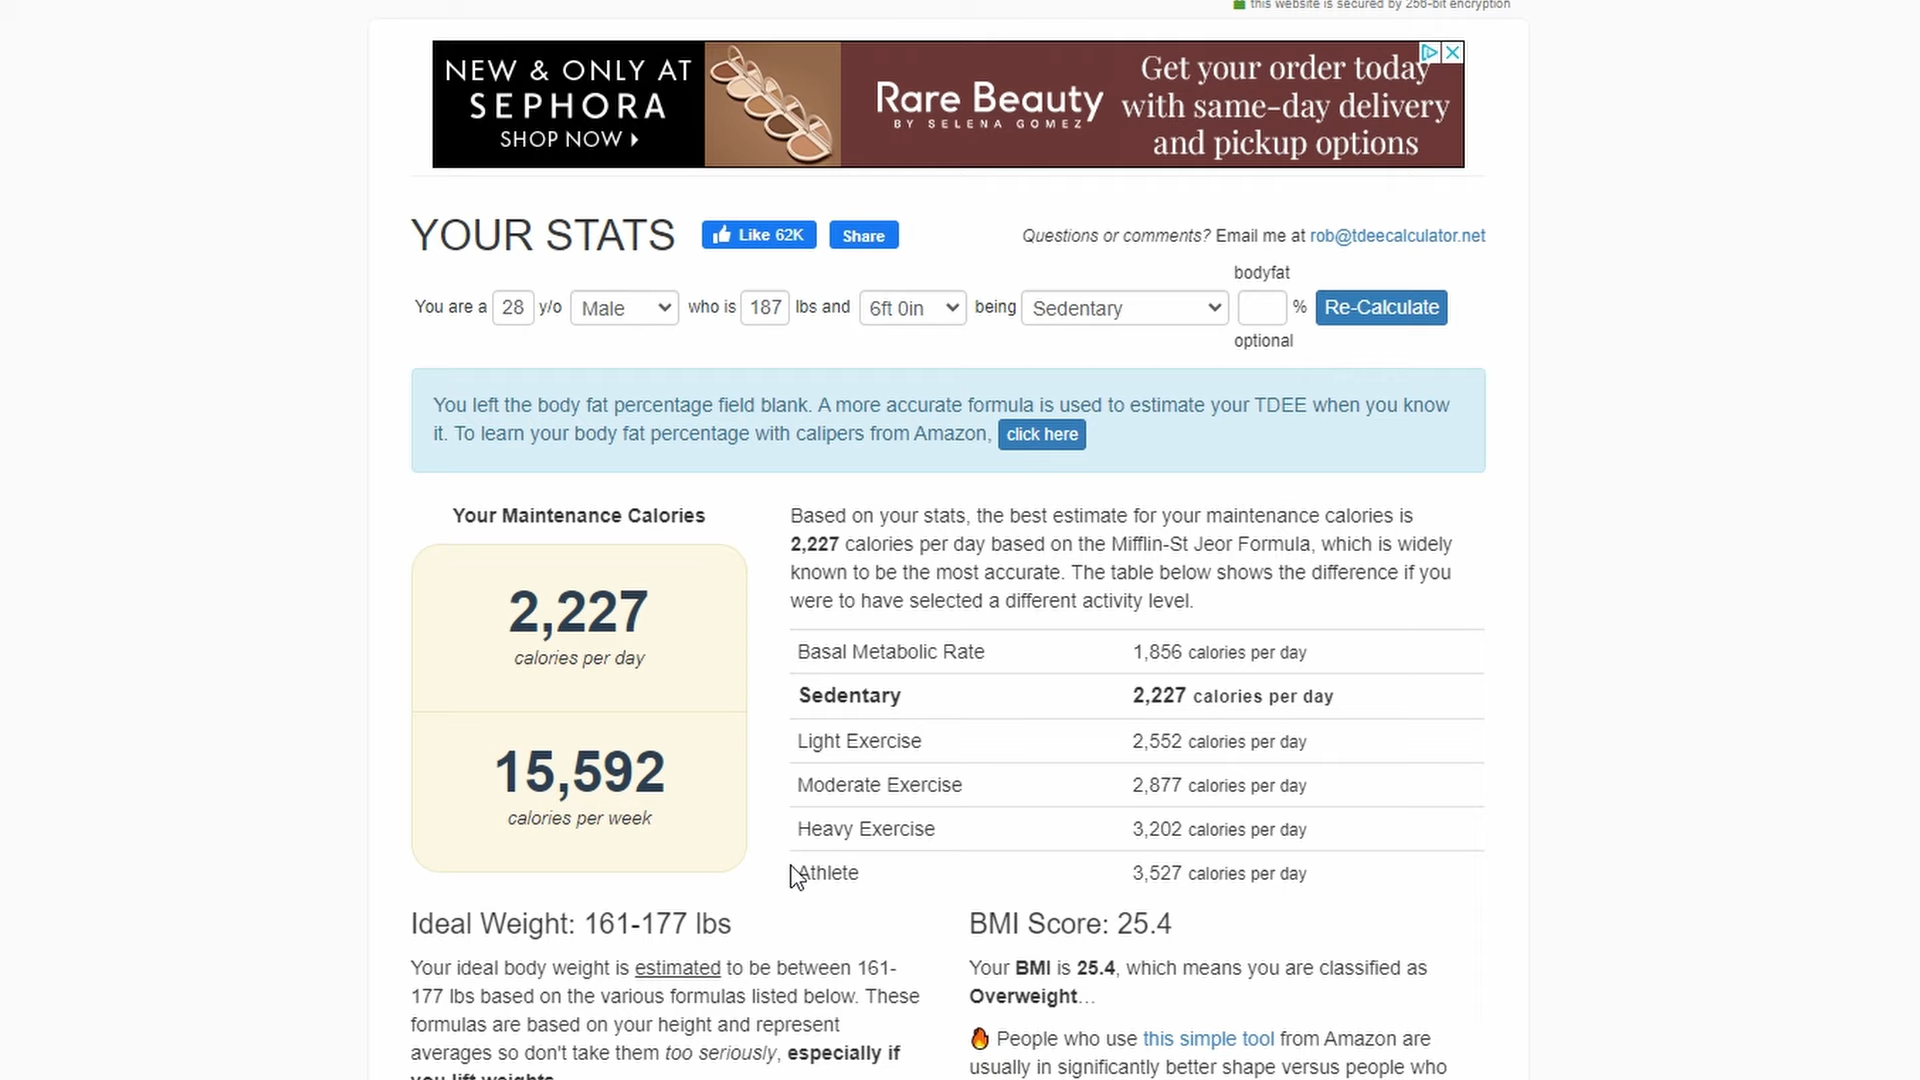 this website is secured by 256-bit encryption
NEW & ONLY AT
SEPHORA
SHOP NOW
Rare Beauty
BY SELENA GOMEZ
Get your order today
with same-day delivery
and pickup options
YOUR STATS
Like 62K
Share
Questions or comments? Email me at rob@tdeecalculator.net
bodyfat
You are a 28 y/o Male who is 187 lbs and 6ft 0in being Sedentary % Re-Calculate
optional
You left the body fat percentage field blank. A more accurate formula is used to estimate your TDEE when you know
it. To learn your body fat percentage with calipers from Amazon, click here
Your Maintenance Calories
2,227
calories per day
15,592
calories per week
Based on your stats, the best estimate for your maintenance calories is
2,227 calories per day based on the Mifflin-St Jeor Formula, which is widely
known to be the most accurate. The table below shows the difference if you
were to have selected a different activity level.
Basal Metabolic Rate 1,856 calories per day
Sedentary 2,227 calories per day
Light Exercise 2,552 calories per day
Moderate Exercise 2,877 calories per day
Heavy Exercise 3,202 calories per day
Athlete 3,527 calories per day
Ideal Weight: 161-177 lbs
Your ideal body weight is estimated to be between 161-
177 lbs based on the various formulas listed below. These
formulas are based on your height and represent
averages so don't take them too seriously, especially if
you lift weights.
BMI Score: 25.4
Your BMI is 25.4, which means you are classified as
Overweight...
🔥 People who use this simple tool from Amazon are
usually in significantly better shape versus people who